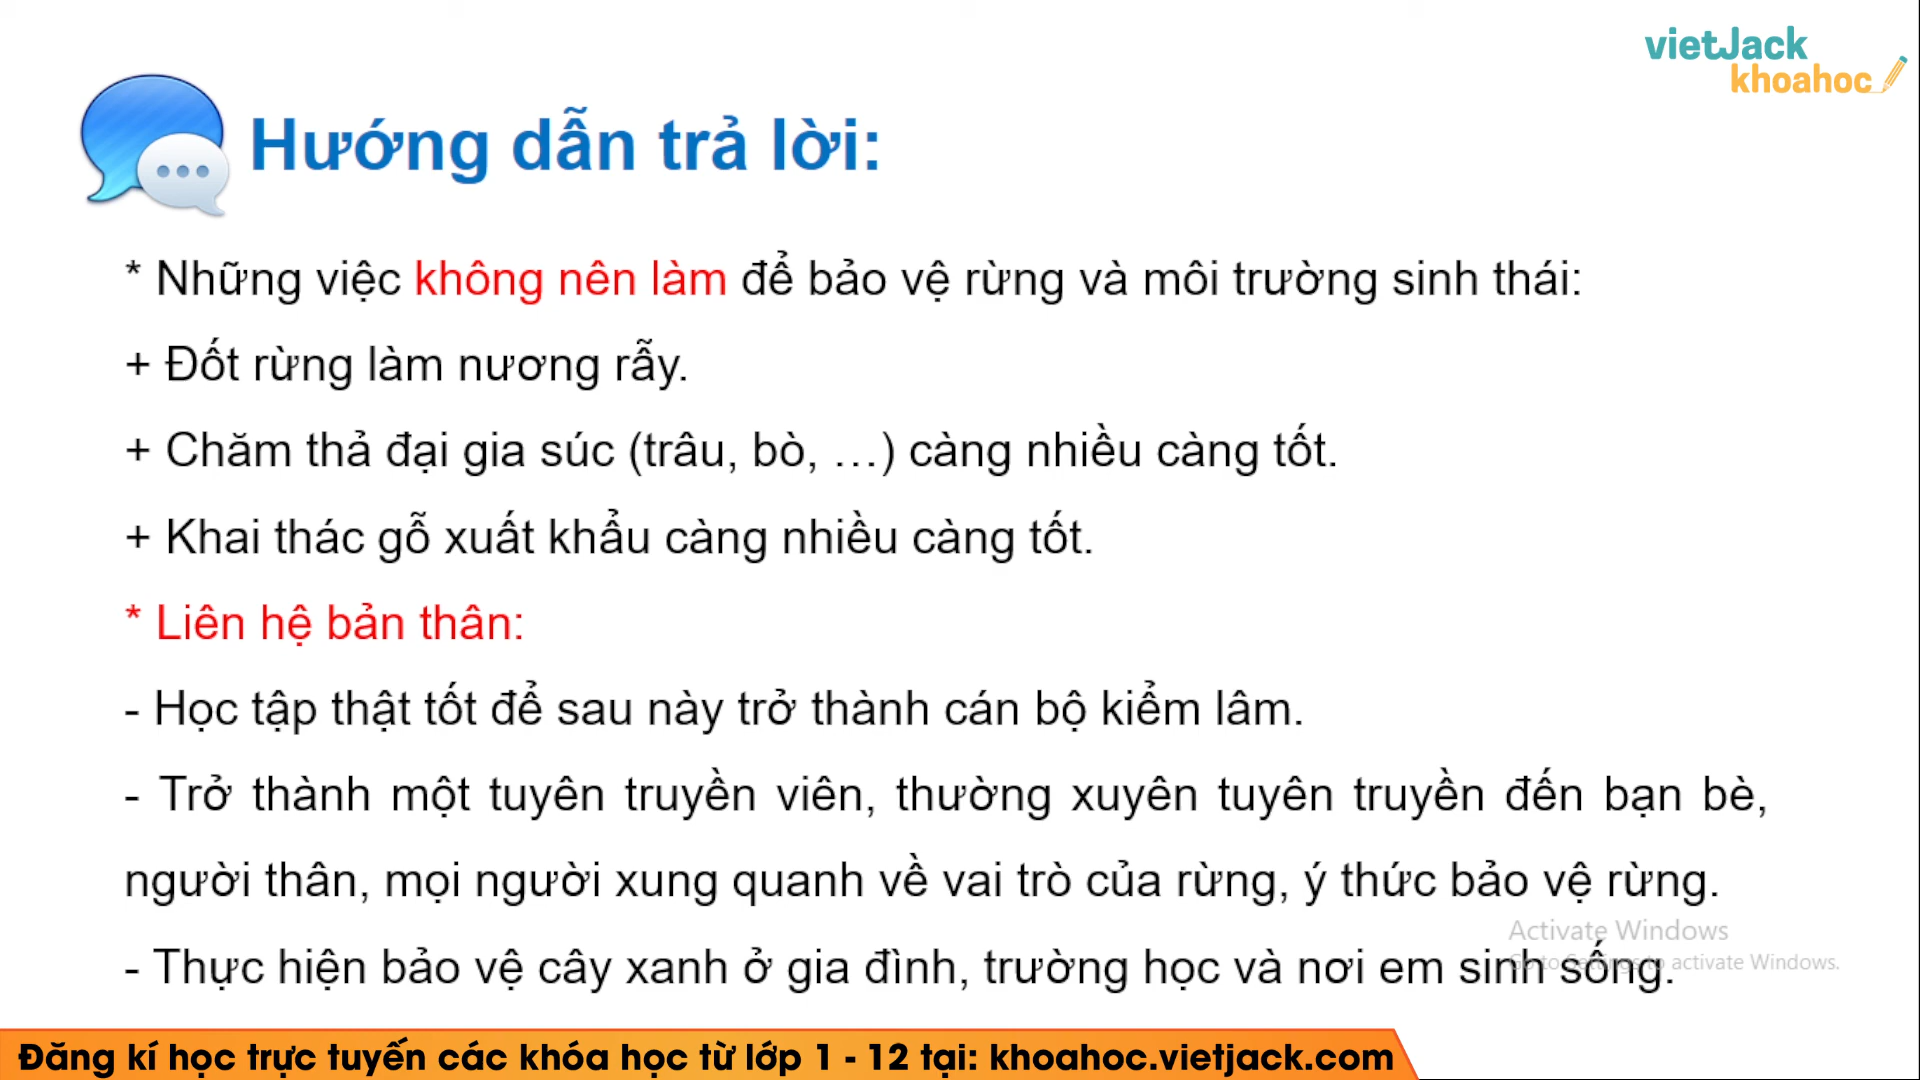 vietJack
khoahoc
Hướng dẫn trả lời:
* Những việc không nên làm để bảo vệ rừng và môi trường sinh thái:
+ Đốt rừng làm nương rẫy.
+ Chăm thả đại gia súc (trâu, bò, …) càng nhiều càng tốt.
+ Khai thác gỗ xuất khẩu càng nhiều càng tốt.
* Liên hệ bản thân:
- Học tập thật tốt để sau này trở thành cán bộ kiểm lâm.
- Trở thành một tuyên truyền viên, thường xuyên tuyên truyền đến bạn bè,
người thân, mọi người xung quanh về vai trò của rừng, ý thức bảo vệ rừng.
Activate Windows
- Thực hiện bảo vệ cây xanh ở gia đình, trường học và nơi em sinh sống.
Go to Settings to activate Windows.
Đăng kí học trực tuyến các khóa học từ lớp 1 - 12 tại: khoahoc.vietjack.com